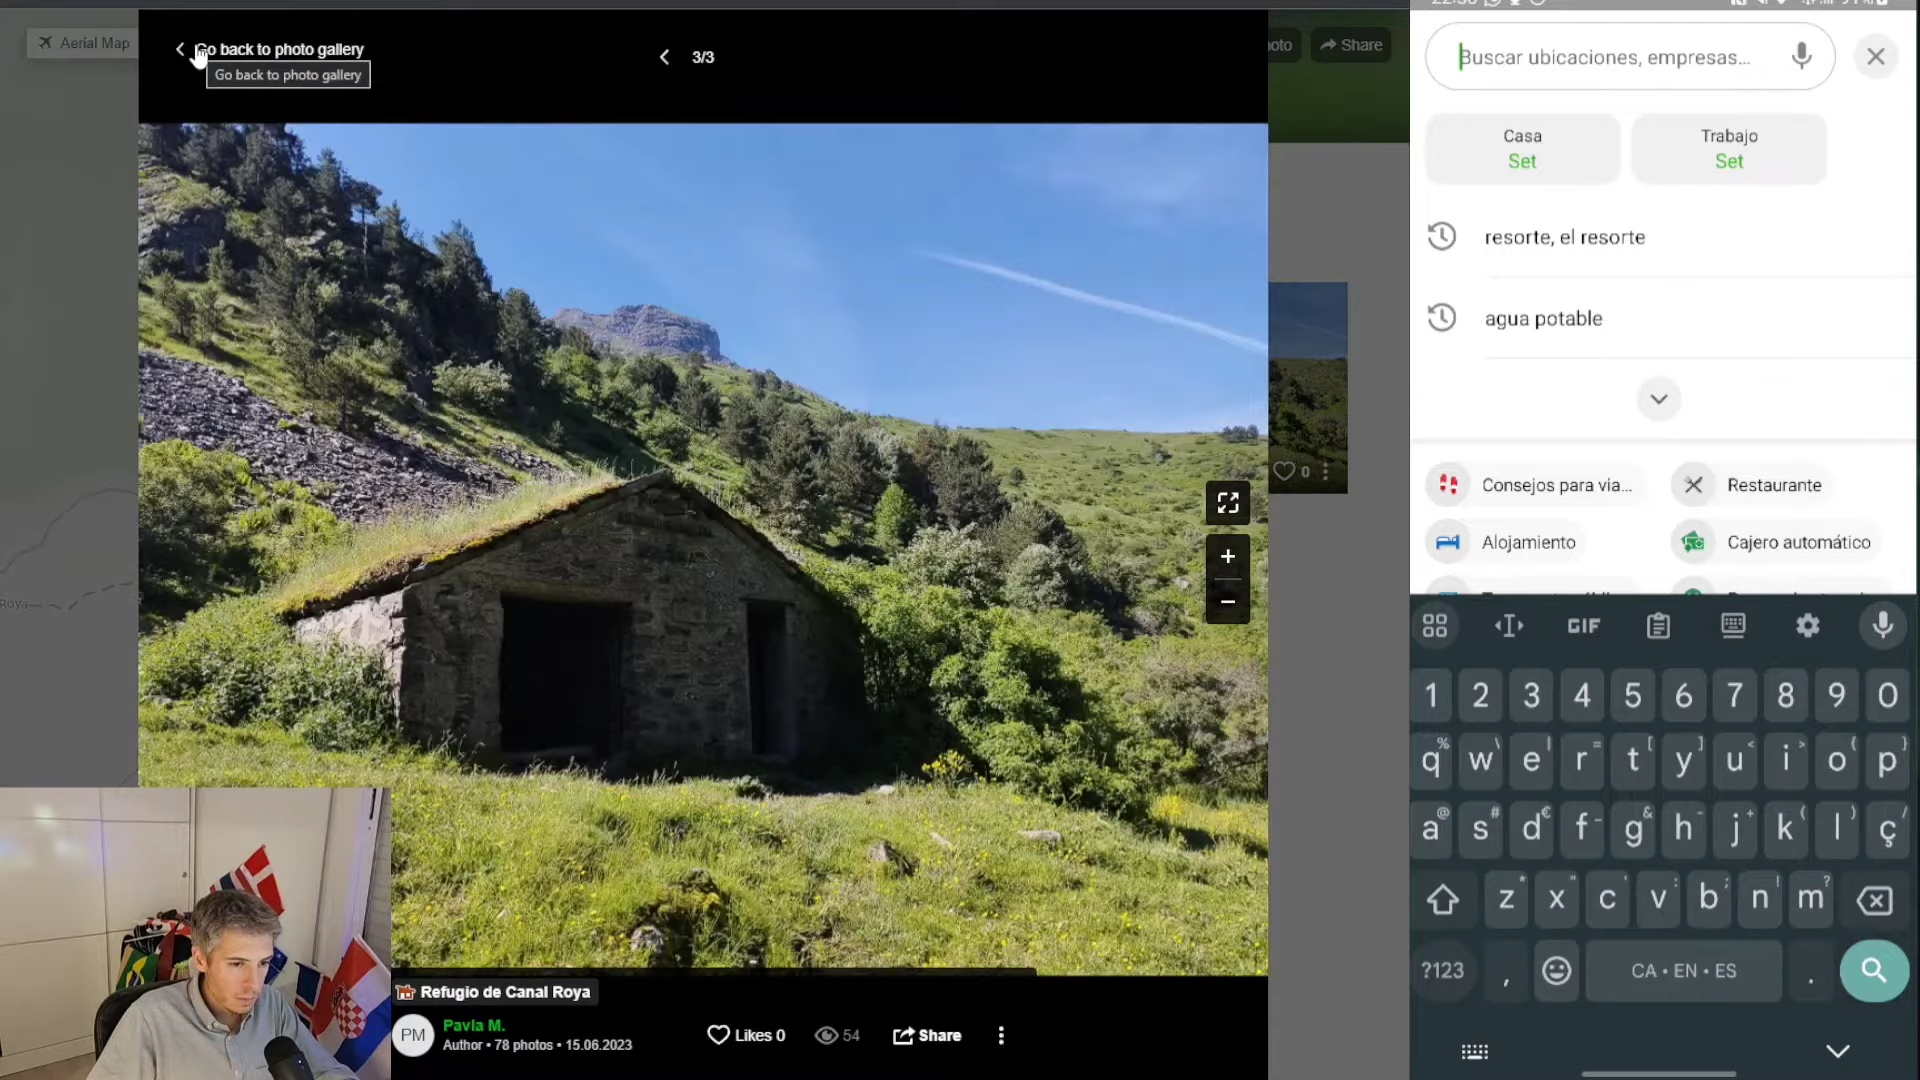 Aerial Map
Go back to photo gallery
Go back to photo gallery
3/3
Share
0
Roya
Refugio de Canal Roya
PM
Pavla M.
Author • 78 photos • 15.06.2023
Likes 0
54
Share
Buscar ubicaciones, empresas...
Casa
Set
Trabajo
Set
resorte, el resorte
agua potable
Consejos para via...
Restaurante
Alojamiento
Cajero automático
GIF
1 2 3 4 5 6 7 8 9 0
q w e r t y u i o p
a s d f g h j k l ç
z x c v b n m
?123 , CA • EN • ES .